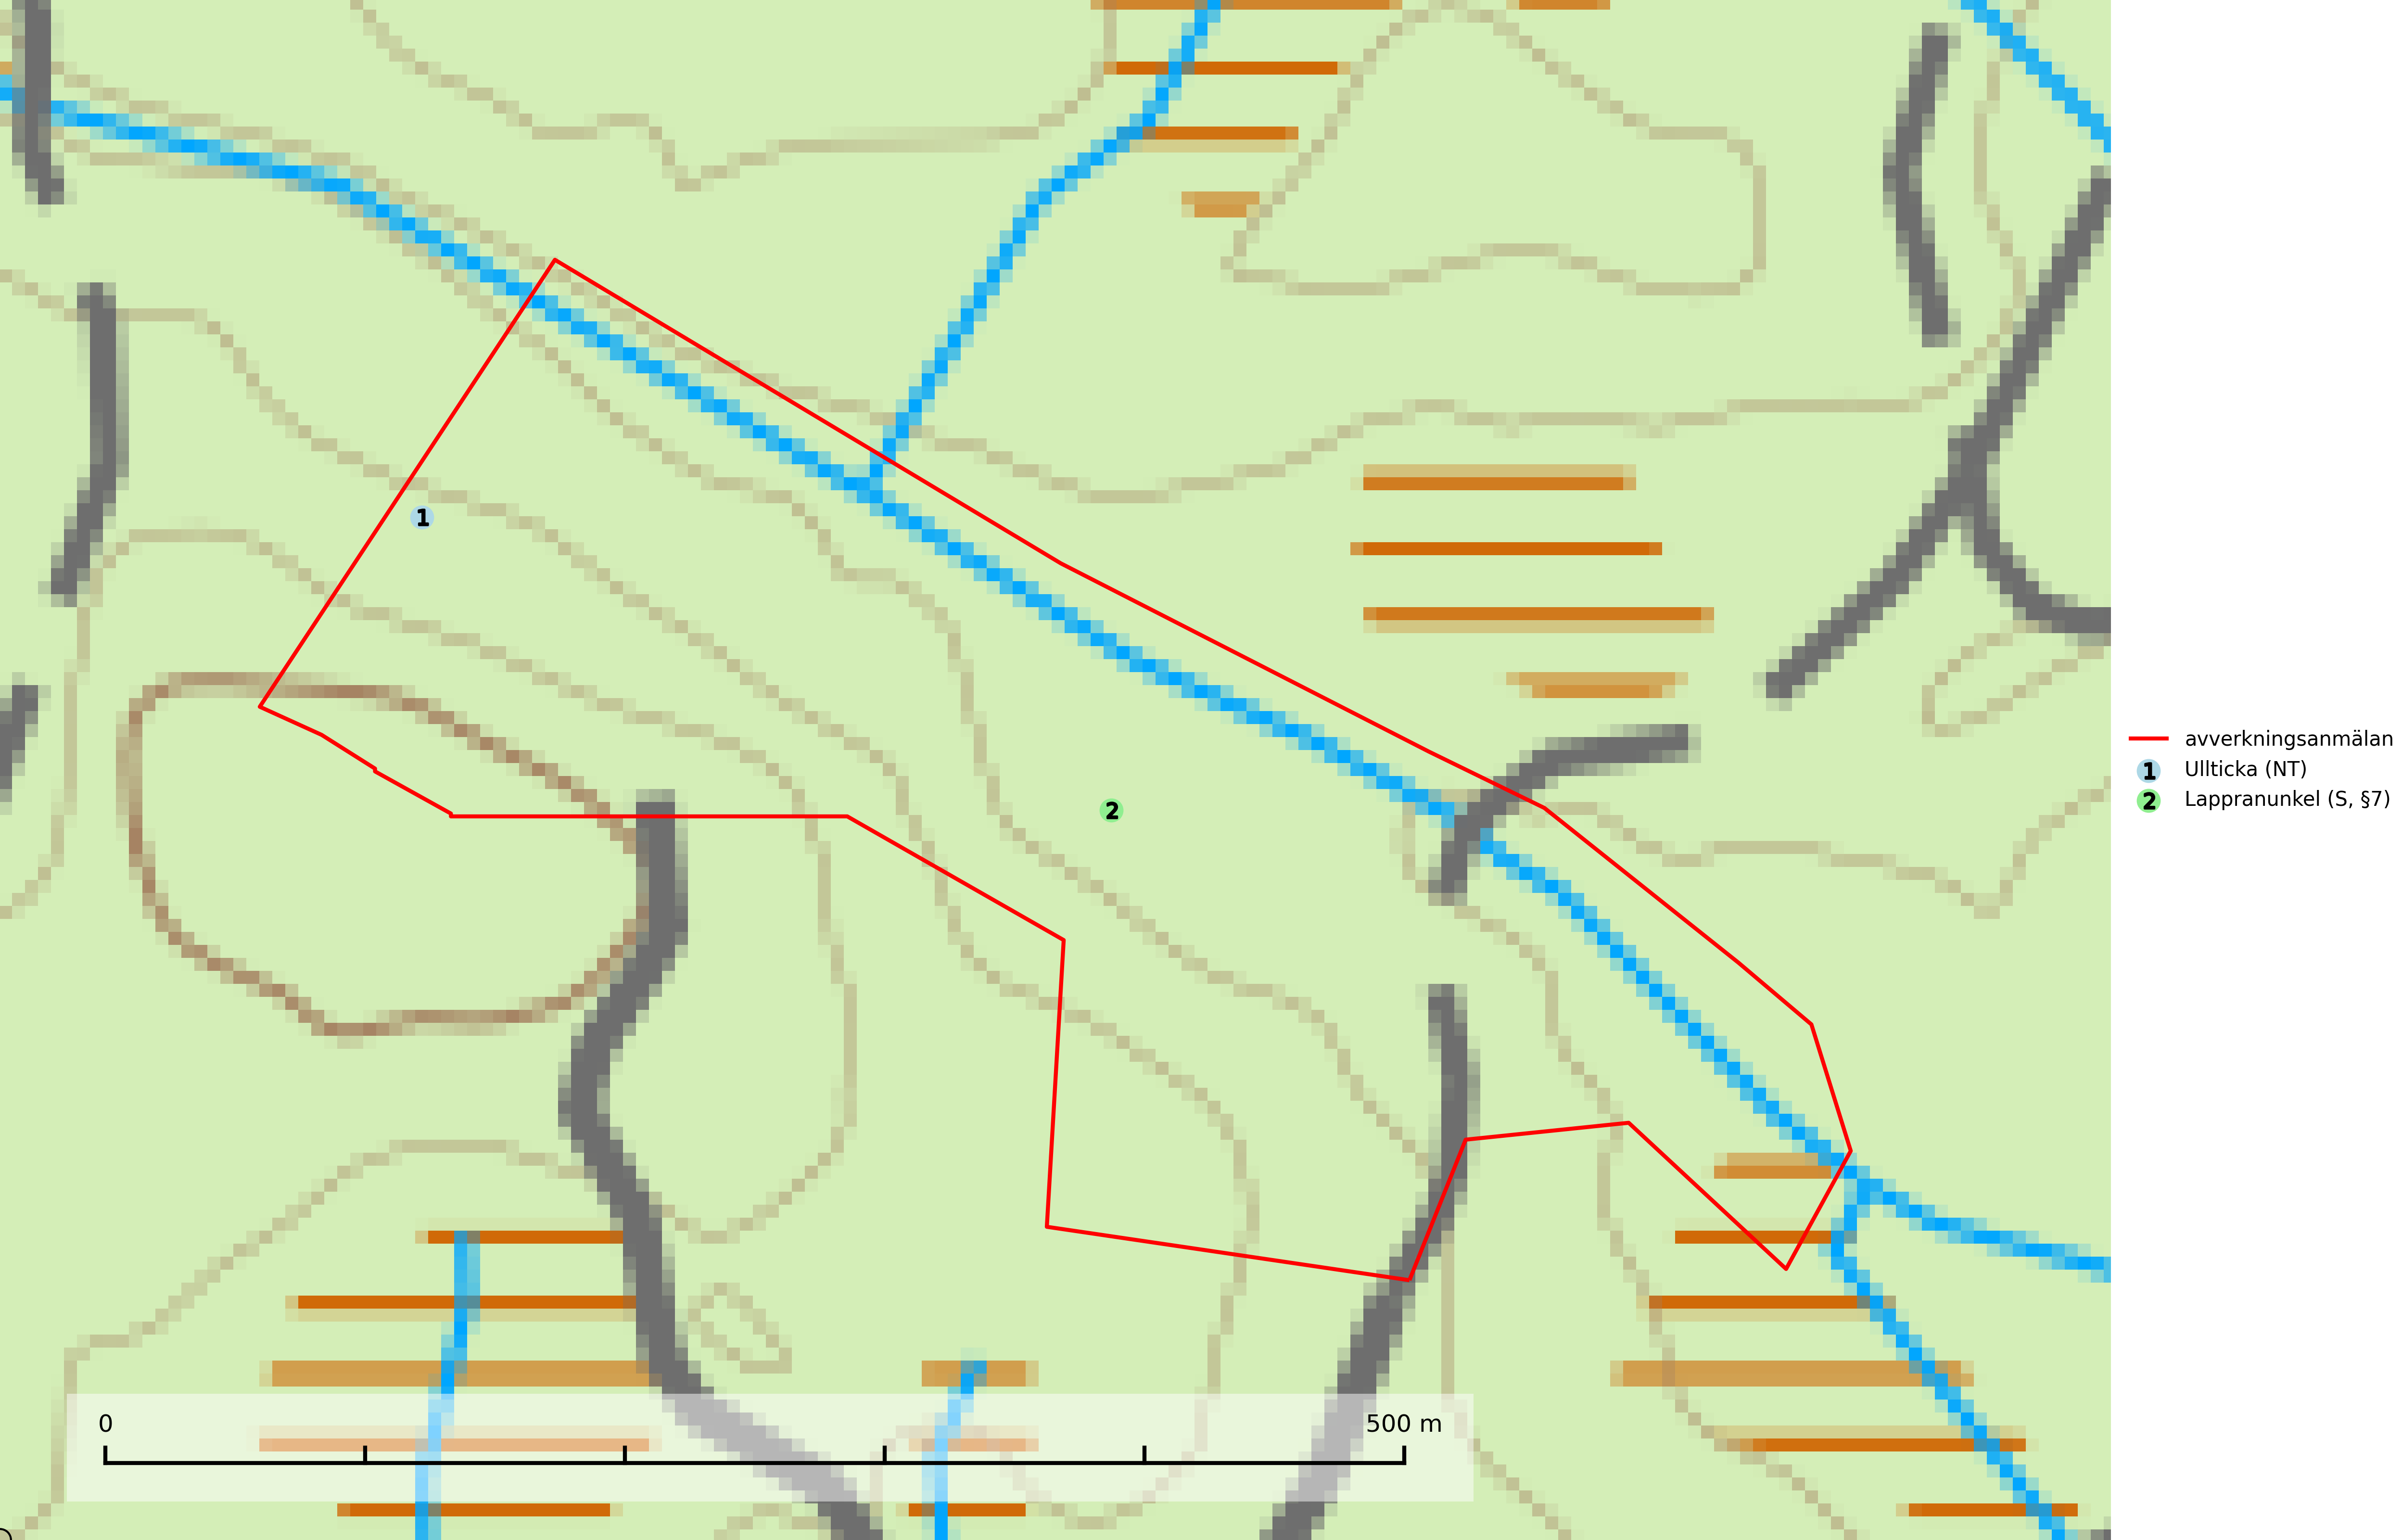 1
2
avverkningsanmälan
1 Ullticka (NT)
2 Lappranunkel (S, §7)
0 500 m